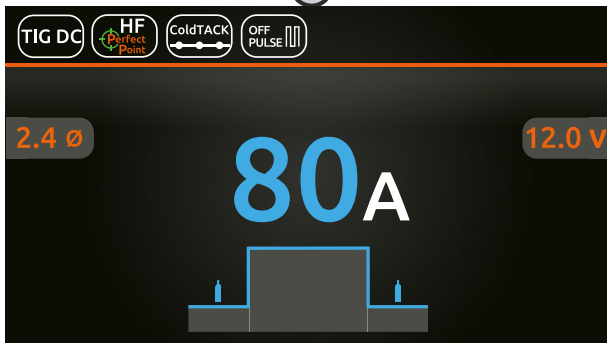 TIG DC
HF
Perfect
Point
ColdTACK
OFF
PULSE
2.4 Ø
12.0 V
80A